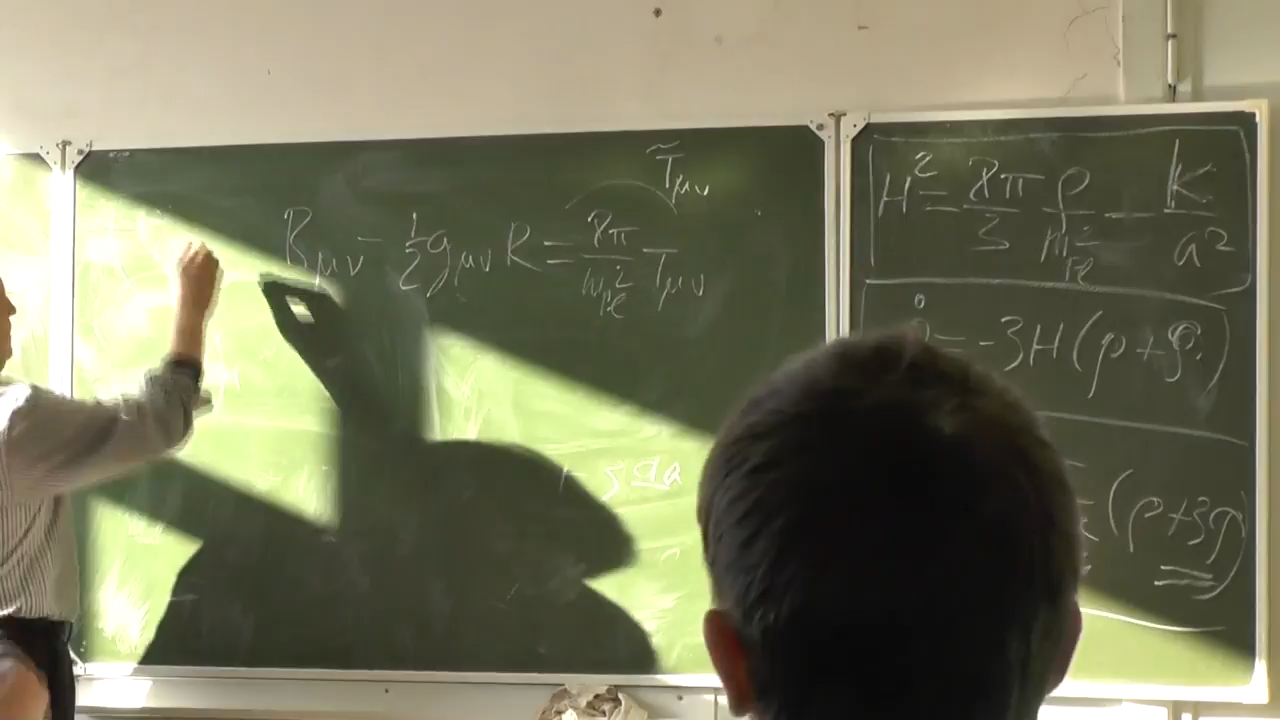 T̃μν
Rμν - ½ gμν R = 8π/m²Pl Tμν
H² = 8π/3 ρ/m²Pl - K/a²
= -3H(ρ+
(ρ+3p)